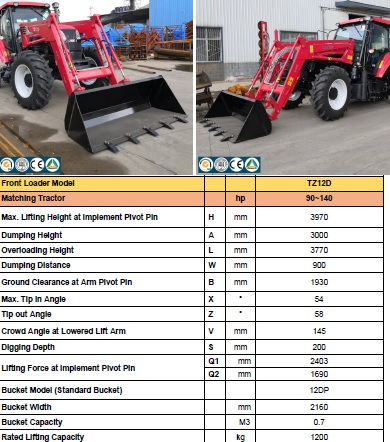 Front Loader Model TZ12D
Matching Tractor hp 90~140
Max. Lifting Height at Implement Pivot Pin H mm 3970
Dumping Height A mm 3000
Overloading Height L mm 3770
Dumping Distance W mm 900
Ground Clearance at Arm Pivot Pin B mm 1930
Max. Tip in Angle X ° 54
Tip out Angle Z ° 58
Crowd Angle at Lowered Lift Arm V mm 145
Digging Depth S mm 200
Lifting Force at Implement Pivot Pin Q1 mm 2403
Q2 mm 1690
Bucket Model (Standard Bucket) 12DP
Bucket Width mm 2160
Bucket Capacity M3 0.7
Rated Lifting Capacity kg 1200